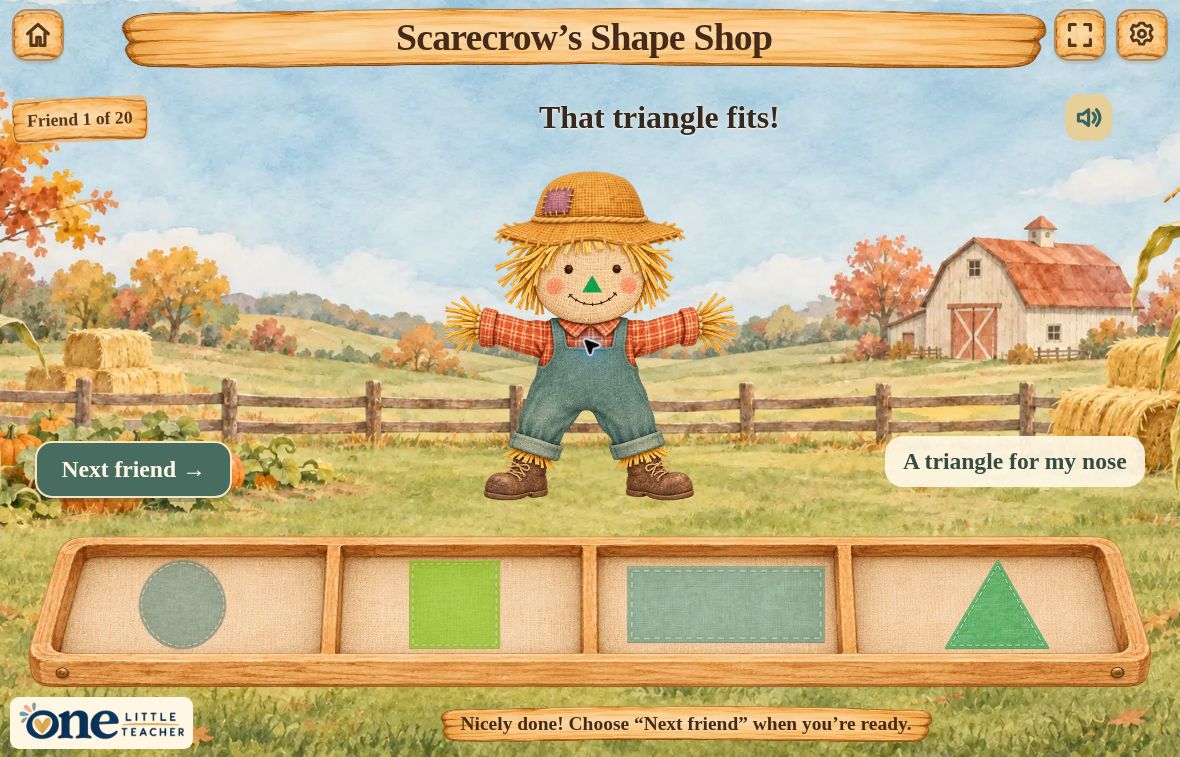 Scarecrow’s Shape Shop
Friend 1 of 20
That triangle fits!
Next friend →
A triangle for my nose
one LITTLE
TEACHER
Nicely done! Choose “Next friend” when you’re ready.